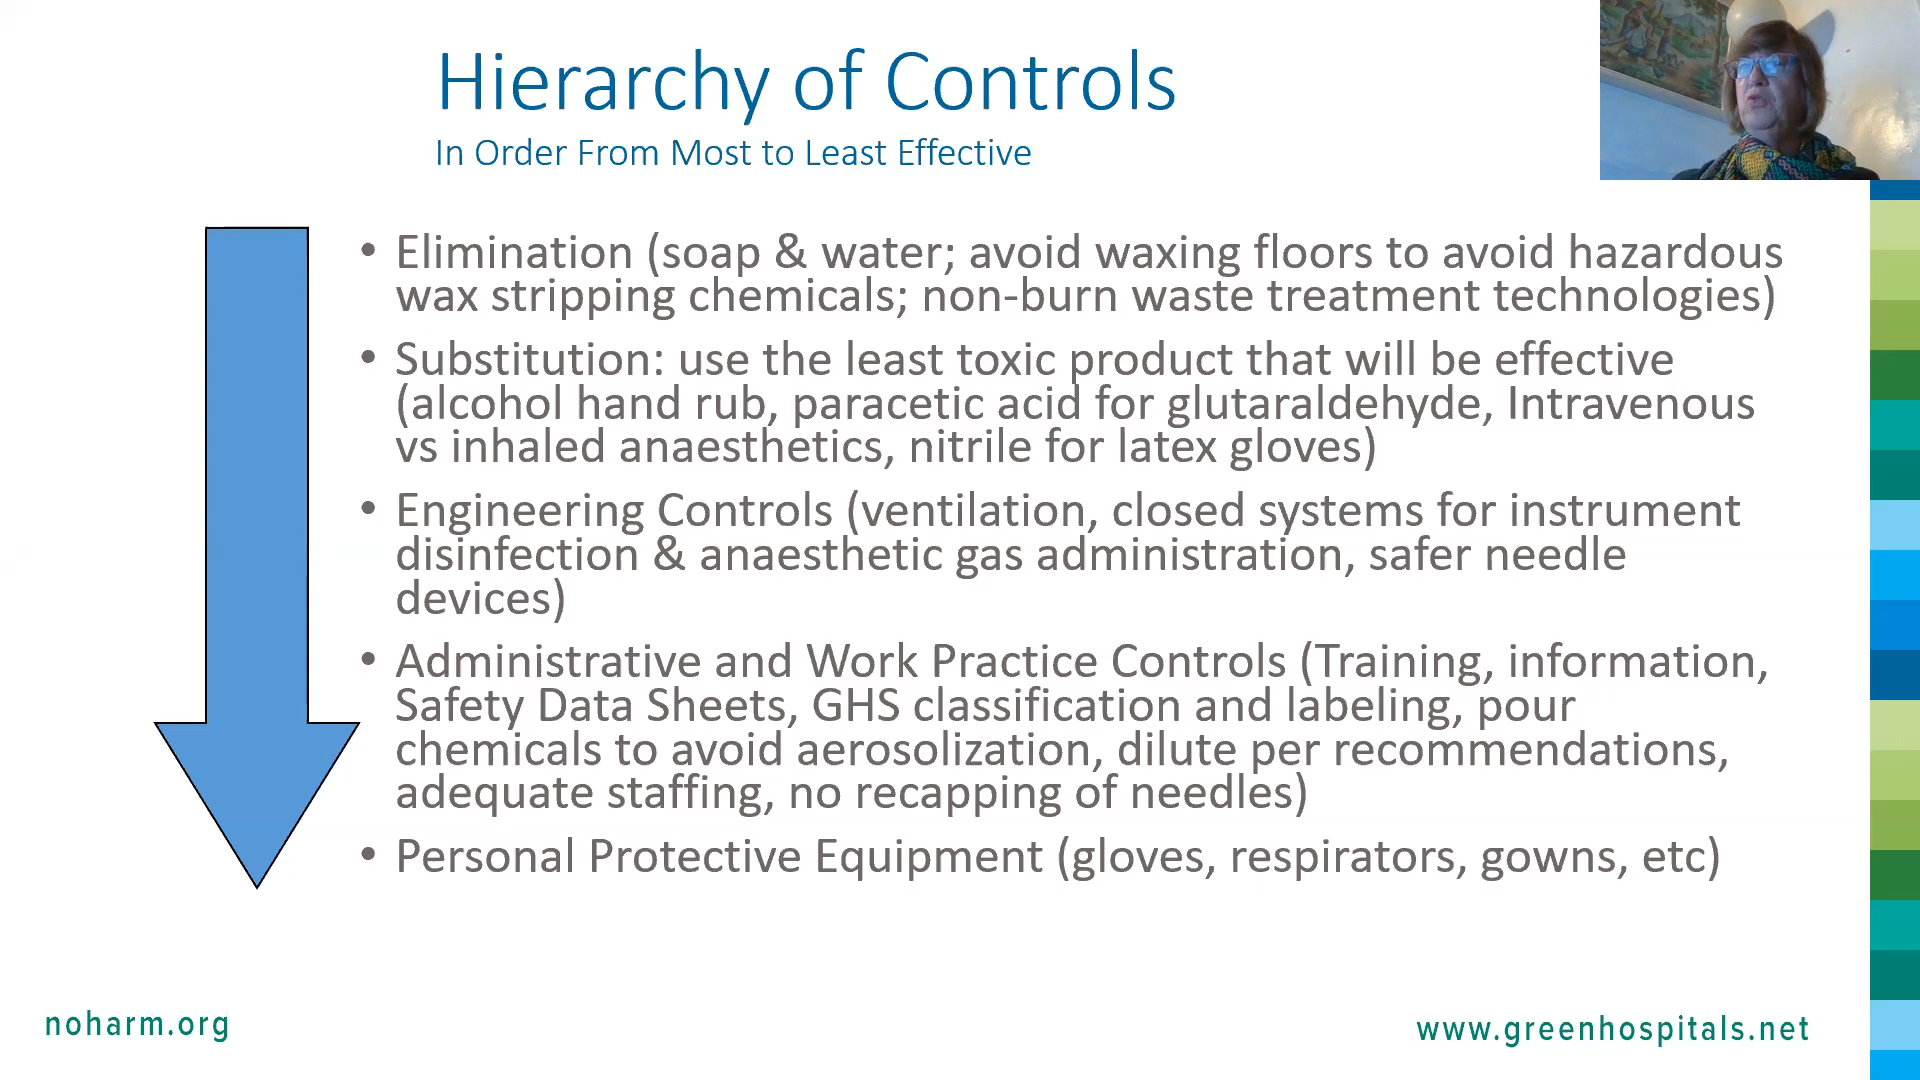 Hierarchy of Controls
In Order From Most to Least Effective
• Elimination (soap & water; avoid waxing floors to avoid hazardous
wax stripping chemicals; non-burn waste treatment technologies)
• Substitution: use the least toxic product that will be effective
(alcohol hand rub, paracetic acid for glutaraldehyde, Intravenous
vs inhaled anaesthetics, nitrile for latex gloves)
• Engineering Controls (ventilation, closed systems for instrument
disinfection & anaesthetic gas administration, safer needle
devices)
• Administrative and Work Practice Controls (Training, information,
Safety Data Sheets, GHS classification and labeling, pour
chemicals to avoid aerosolization, dilute per recommendations,
adequate staffing, no recapping of needles)
• Personal Protective Equipment (gloves, respirators, gowns, etc)
noharm.org
www.greenhospitals.net